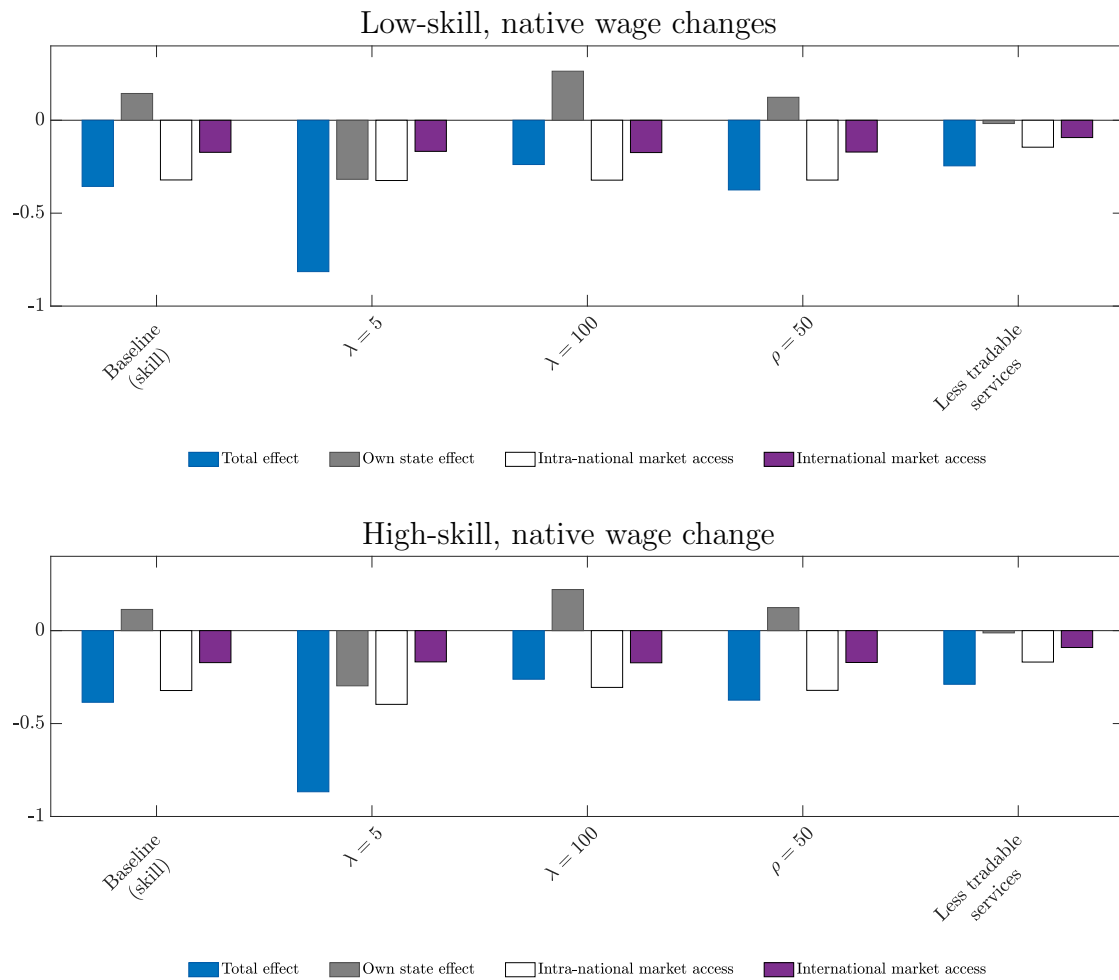 Low-skill, native wage changes
0
-0.5
-1
Baseline
(skill)
λ = 5
λ = 100
ρ = 50
Less tradable
services
Total effect Own state effect Intra-national market access International market access
High-skill, native wage change
0
-0.5
-1
Baseline
(skill)
λ = 5
λ = 100
ρ = 50
Less tradable
services
Total effect Own state effect Intra-national market access International market access